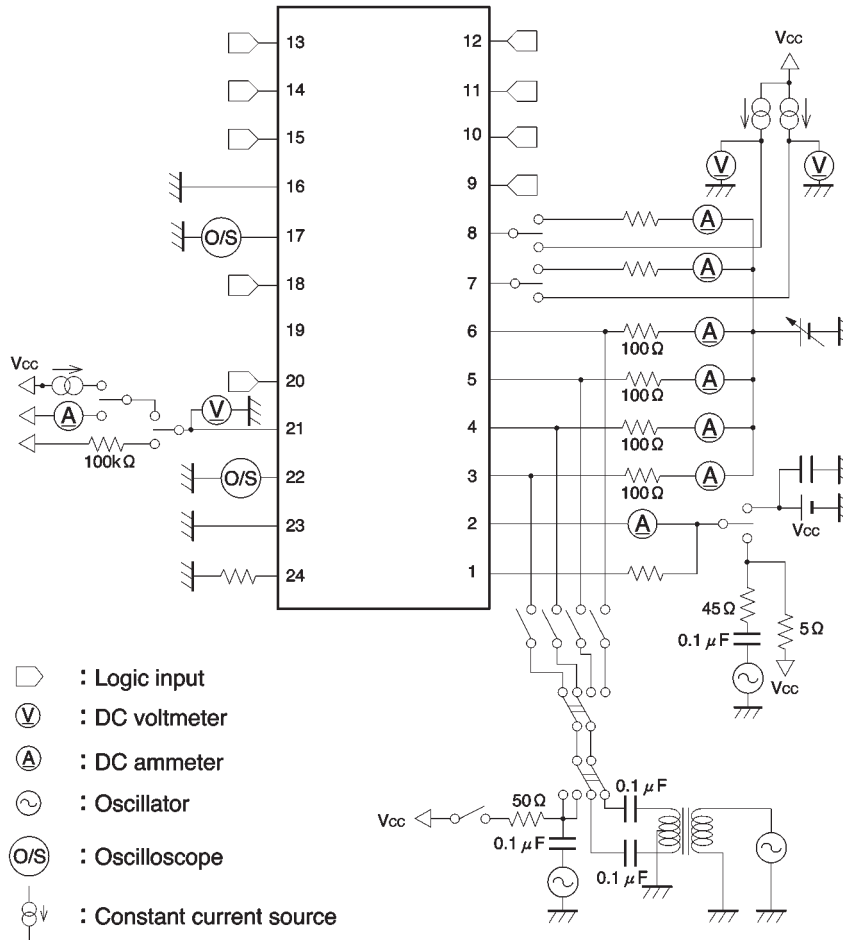 13
12
Vcc
14
11
15
10
16
9
V
V
17
O/S
8
A
18
7
A
19
6
A
100Ω
Vcc
20
5
A
100Ω
A
V
21
4
A
100Ω
100kΩ
22
O/S
3
A
100Ω
23
2
A
Vcc
24
1
45Ω
0.1 μF
5Ω
Vcc
: Logic input
V : DC voltmeter
A : DC ammeter
: Oscillator
O/S : Oscilloscope
: Constant current source
0.1 μF
50Ω
Vcc
0.1 μF
0.1 μF